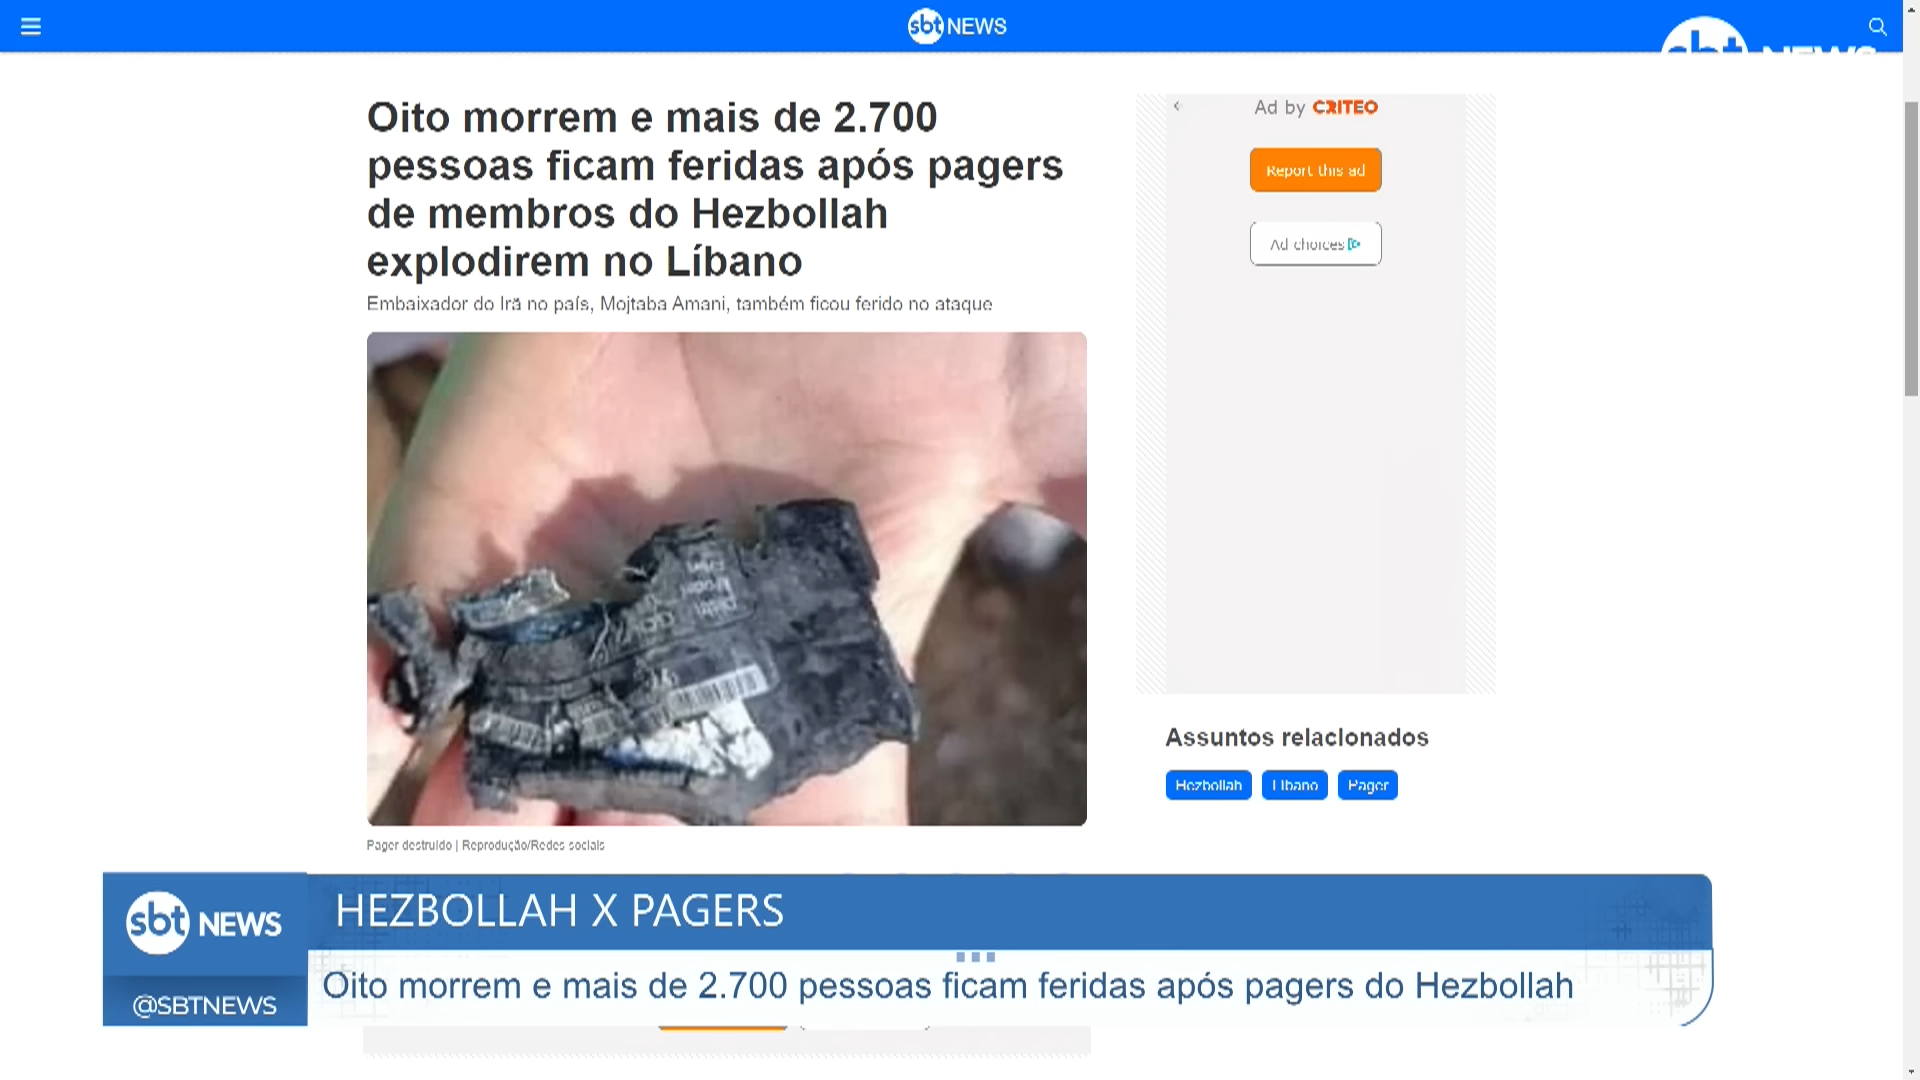 sbt NEWS
sbt NEWS
Oito morrem e mais de 2.700
pessoas ficam feridas após pagers
de membros do Hezbollah
explodirem no Líbano
Embaixador do Irã no país, Mojtaba Amani, também ficou ferido no ataque
Ad by CRITEO
Report this ad
Ad choices
Assuntos relacionados
Hezbollah
Líbano
Pager
Pager destruído | Reprodução/Redes sociais
sbt NEWS
HEZBOLLAH X PAGERS
Oito morrem e mais de 2.700 pessoas ficam feridas após pagers do Hezbollah
@SBTNEWS